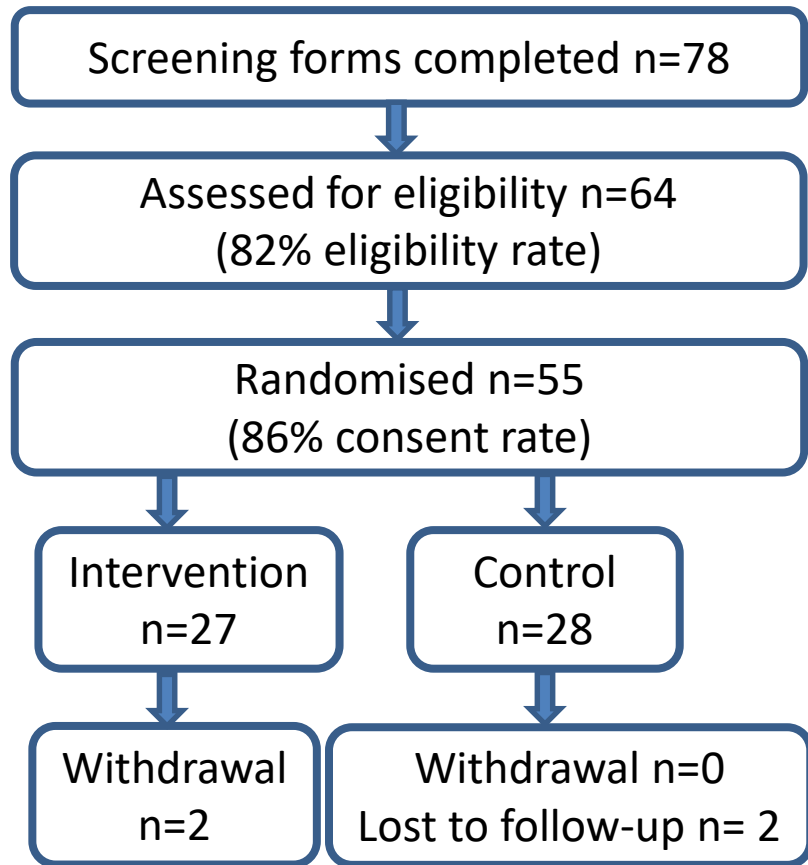 Screening forms completed n=78
Assessed for eligibility n=64
(82% eligibility rate)
Randomised n=55
(86% consent rate)
Intervention
n=27
Control
n=28
Withdrawal
n=2
Withdrawal n=0
Lost to follow-up n= 2